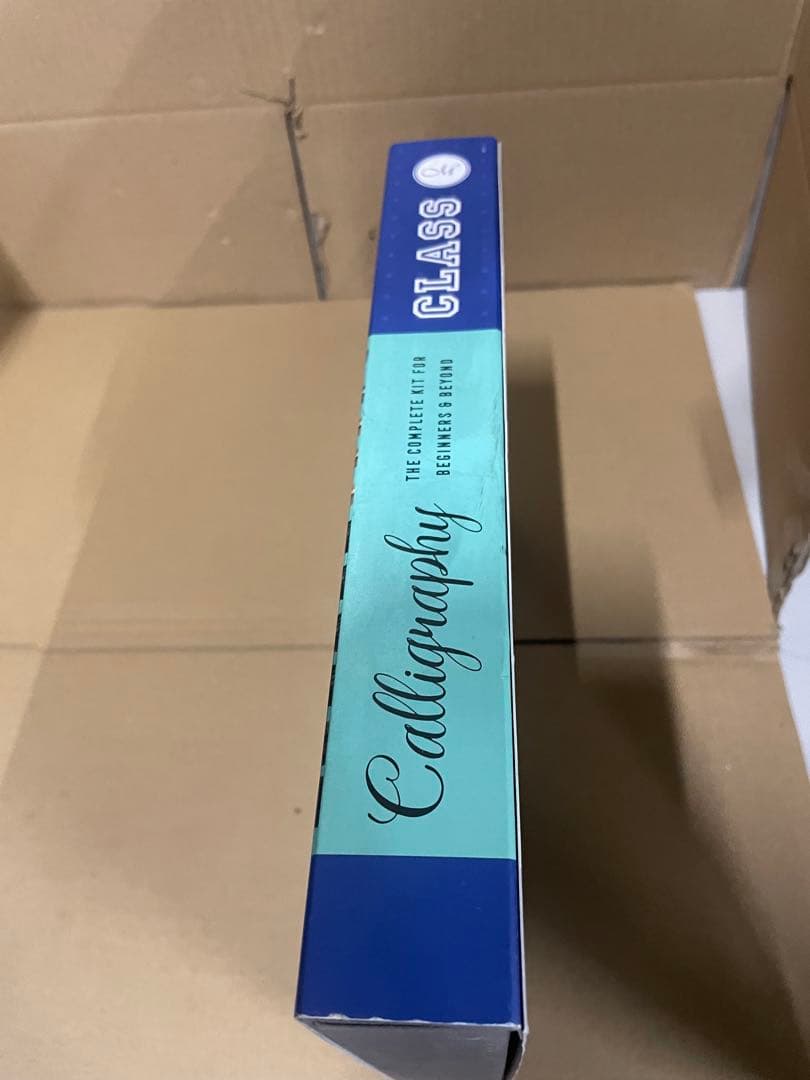 Calligraphy
THE COMPLETE KIT FOR
BEGINNERS & BEYOND
CLASS